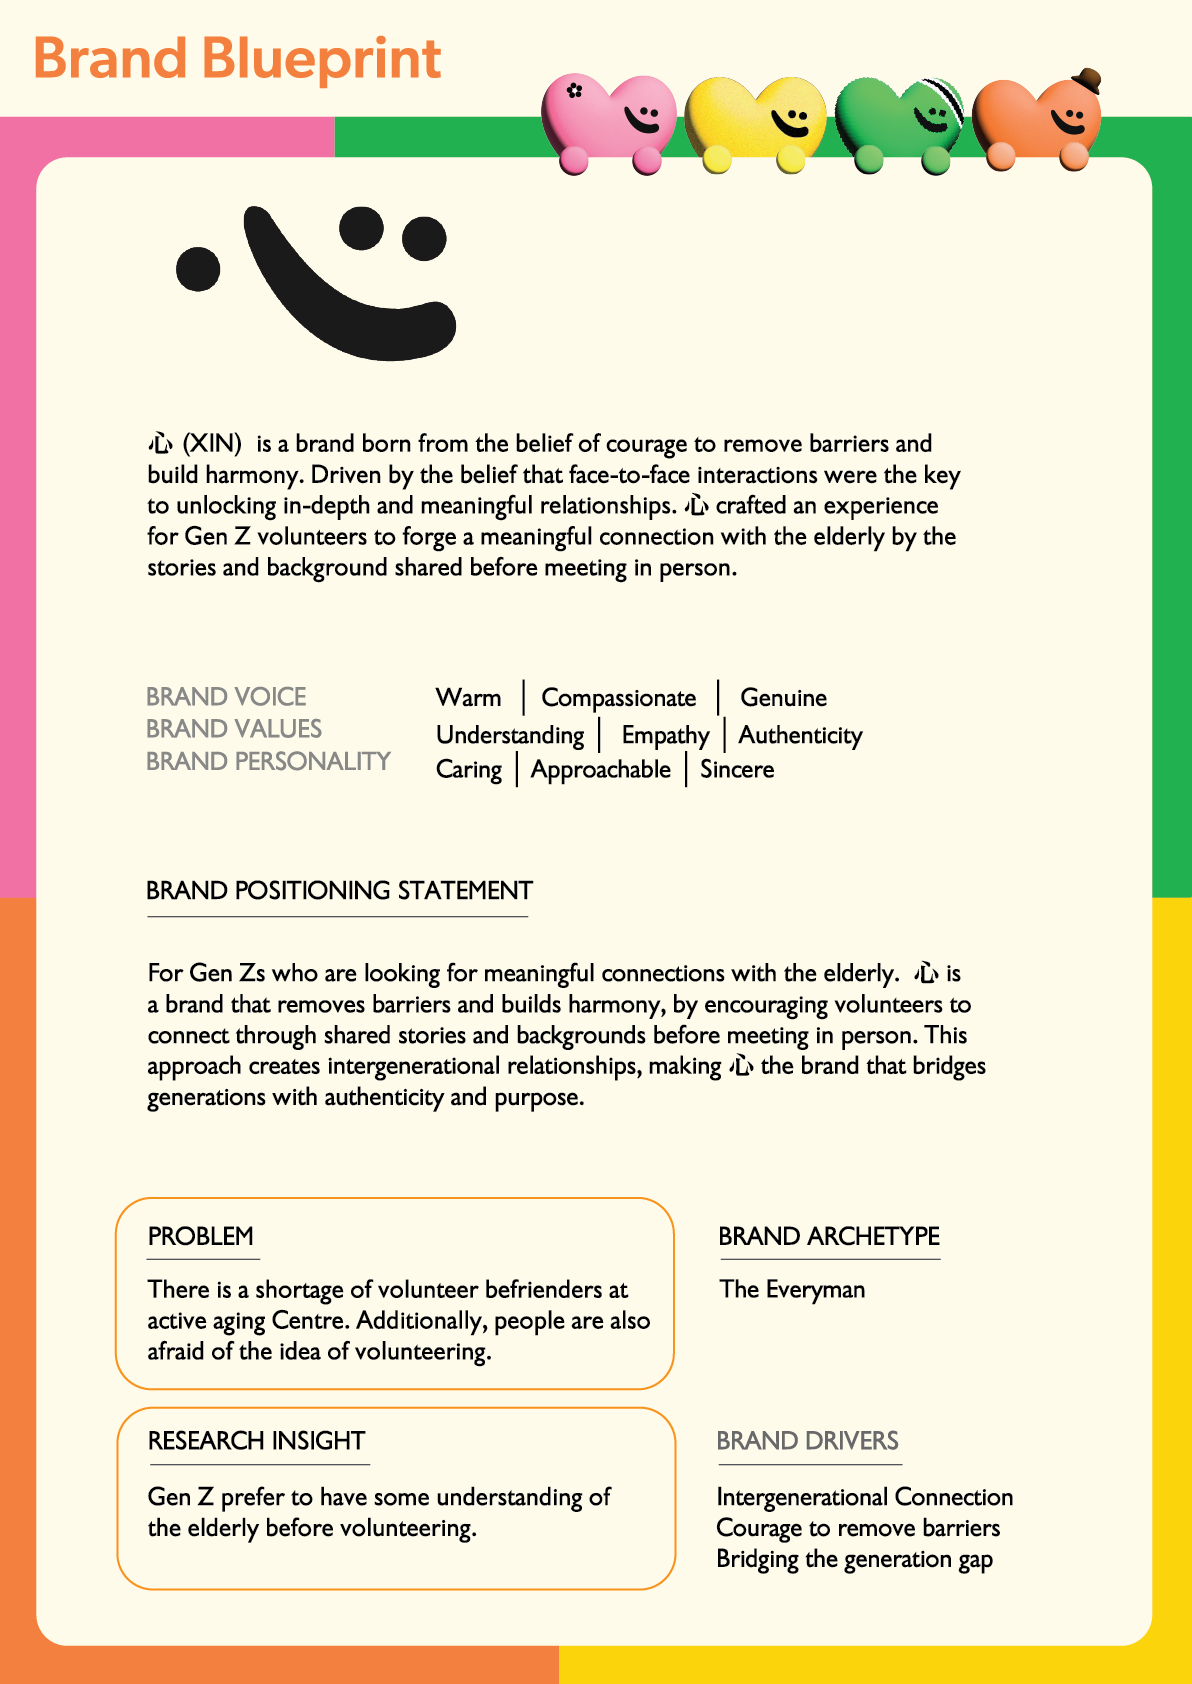 Brand Blueprint
心 (XIN) is a brand born from the belief of courage to remove barriers and
build harmony. Driven by the belief that face-to-face interactions were the key
to unlocking in-depth and meaningful relationships. 心 crafted an experience
for Gen Z volunteers to forge a meaningful connection with the elderly by the
stories and background shared before meeting in person.
BRAND VOICE Warm | Compassionate | Genuine
BRAND VALUES Understanding | Empathy | Authenticity
BRAND PERSONALITY Caring | Approachable | Sincere
BRAND POSITIONING STATEMENT
For Gen Zs who are looking for meaningful connections with the elderly. 心 is
a brand that removes barriers and builds harmony, by encouraging volunteers to
connect through shared stories and backgrounds before meeting in person. This
approach creates intergenerational relationships, making 心 the brand that bridges
generations with authenticity and purpose.
PROBLEM
There is a shortage of volunteer befrienders at
active aging Centre. Additionally, people are also
afraid of the idea of volunteering.
BRAND ARCHETYPE
The Everyman
RESEARCH INSIGHT
Gen Z prefer to have some understanding of
the elderly before volunteering.
BRAND DRIVERS
Intergenerational Connection
Courage to remove barriers
Bridging the generation gap